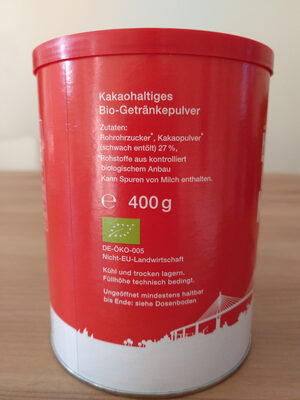 Kakaohaltiges
Bio-Getränkepulver
Zutaten:
Rohrohrzucker*, Kakaopulver*
(schwach entölt) 27 %,
*Rohstoffe aus kontrolliert
biologischem Anbau
Kann Spuren von Milch enthalten.
℮ 400 g
DE-ÖKO-005
Nicht-EU-Landwirtschaft
Kühl und trocken lagern.
Füllhöhe technisch bedingt.
Ungeöffnet mindestens haltbar
bis Ende: siehe Dosenboden